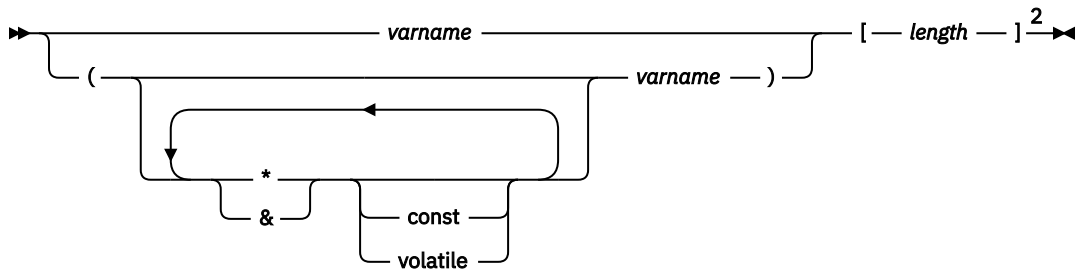 varname [ length ] 2
( varname )
*
& const
volatile